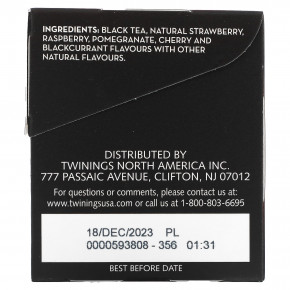 INGREDIENTS: BLACK TEA, NATURAL STRAWBERRY,
RASPBERRY, POMEGRANATE, CHERRY AND
BLACKCURRANT FLAVOURS WITH OTHER
NATURAL FLAVOURS.
DISTRIBUTED BY
TWININGS NORTH AMERICA INC.
777 PASSAIC AVENUE, CLIFTON, NJ 07012
For questions or comments, please contact us
at www.twiningsusa.com or call us at 1-800-803-6695
18/DEC/2023 PL
0000593808 - 356 01:31
BEST BEFORE DATE